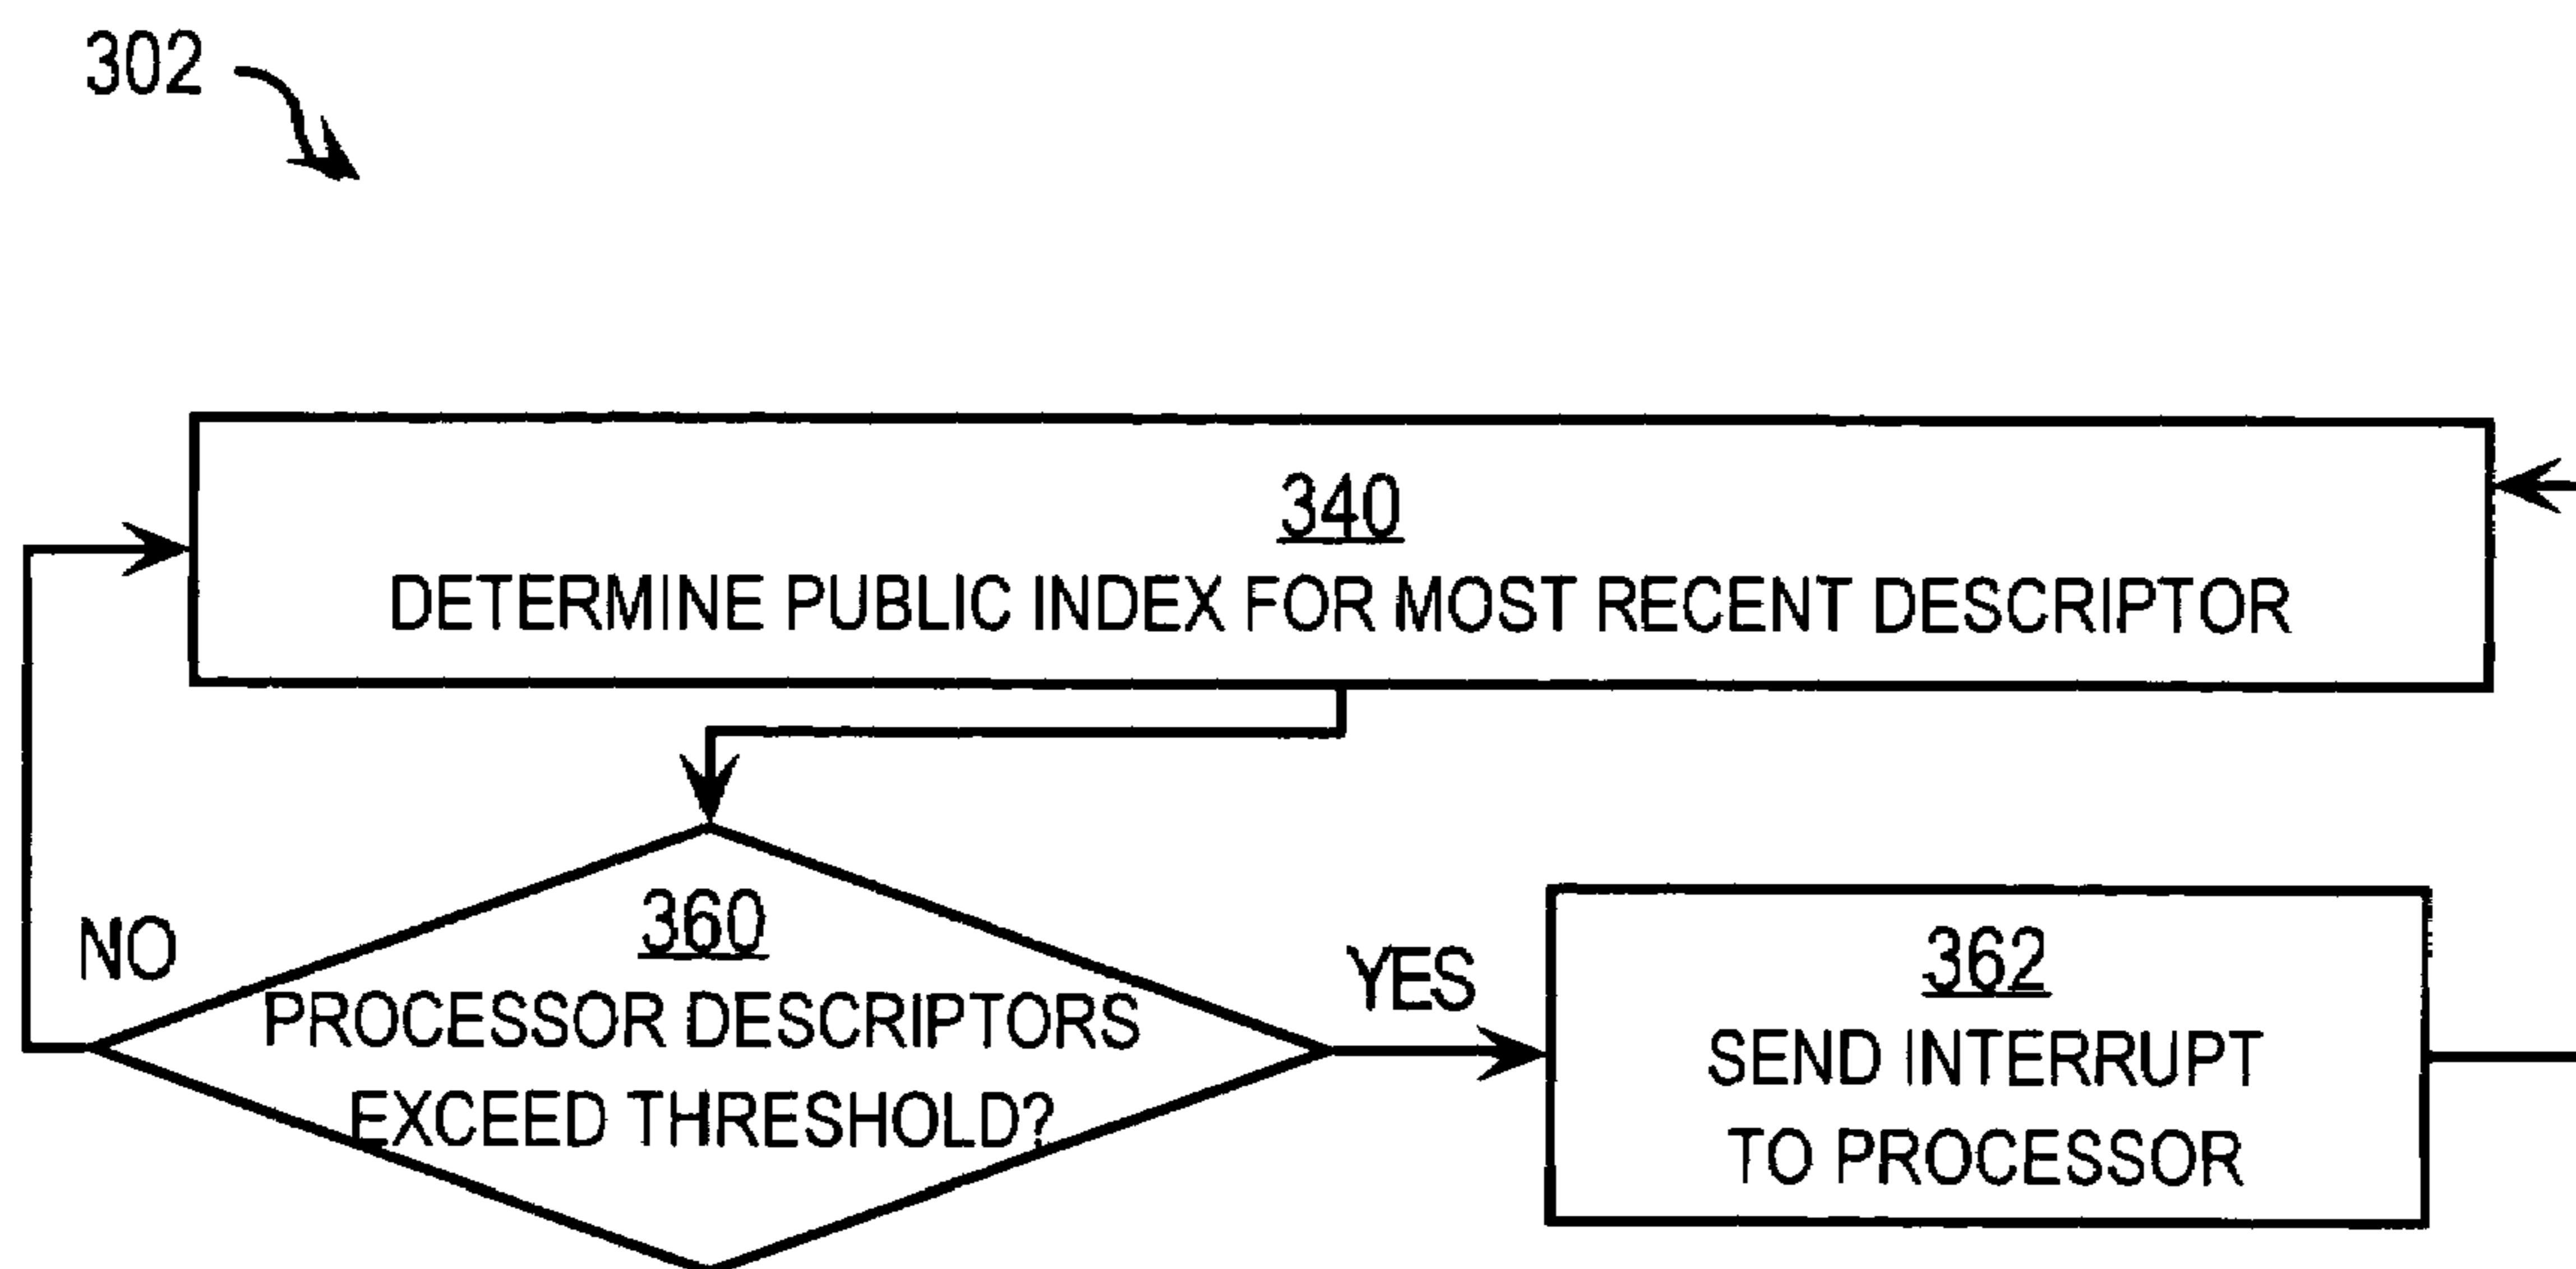 302
340
DETERMINE PUBLIC INDEX FOR MOST RECENT DESCRIPTOR
NO
360
PROCESSOR DESCRIPTORS
EXCEED THRESHOLD?
YES
362
SEND INTERRUPT
TO PROCESSOR